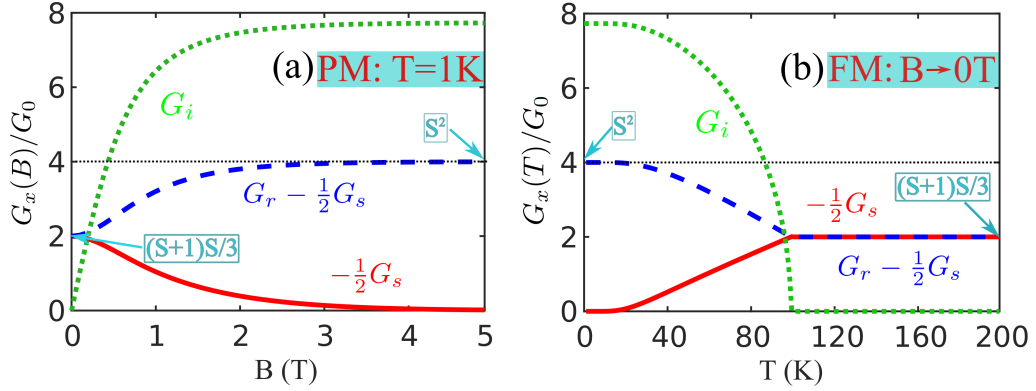 8
6
4
2
0
G_x(B)/G_0
(a) PM: T=1K
G_i
S²
G_r − ½G_s
(S+1)S/3
−½G_s
0 1 2 3 4 5
B (T)
8
6
4
2
0
G_x(T)/G_0
(b) FM: B→0T
S²
G_i
(S+1)S/3
−½G_s
G_r − ½G_s
0 40 80 120 160 200
T (K)